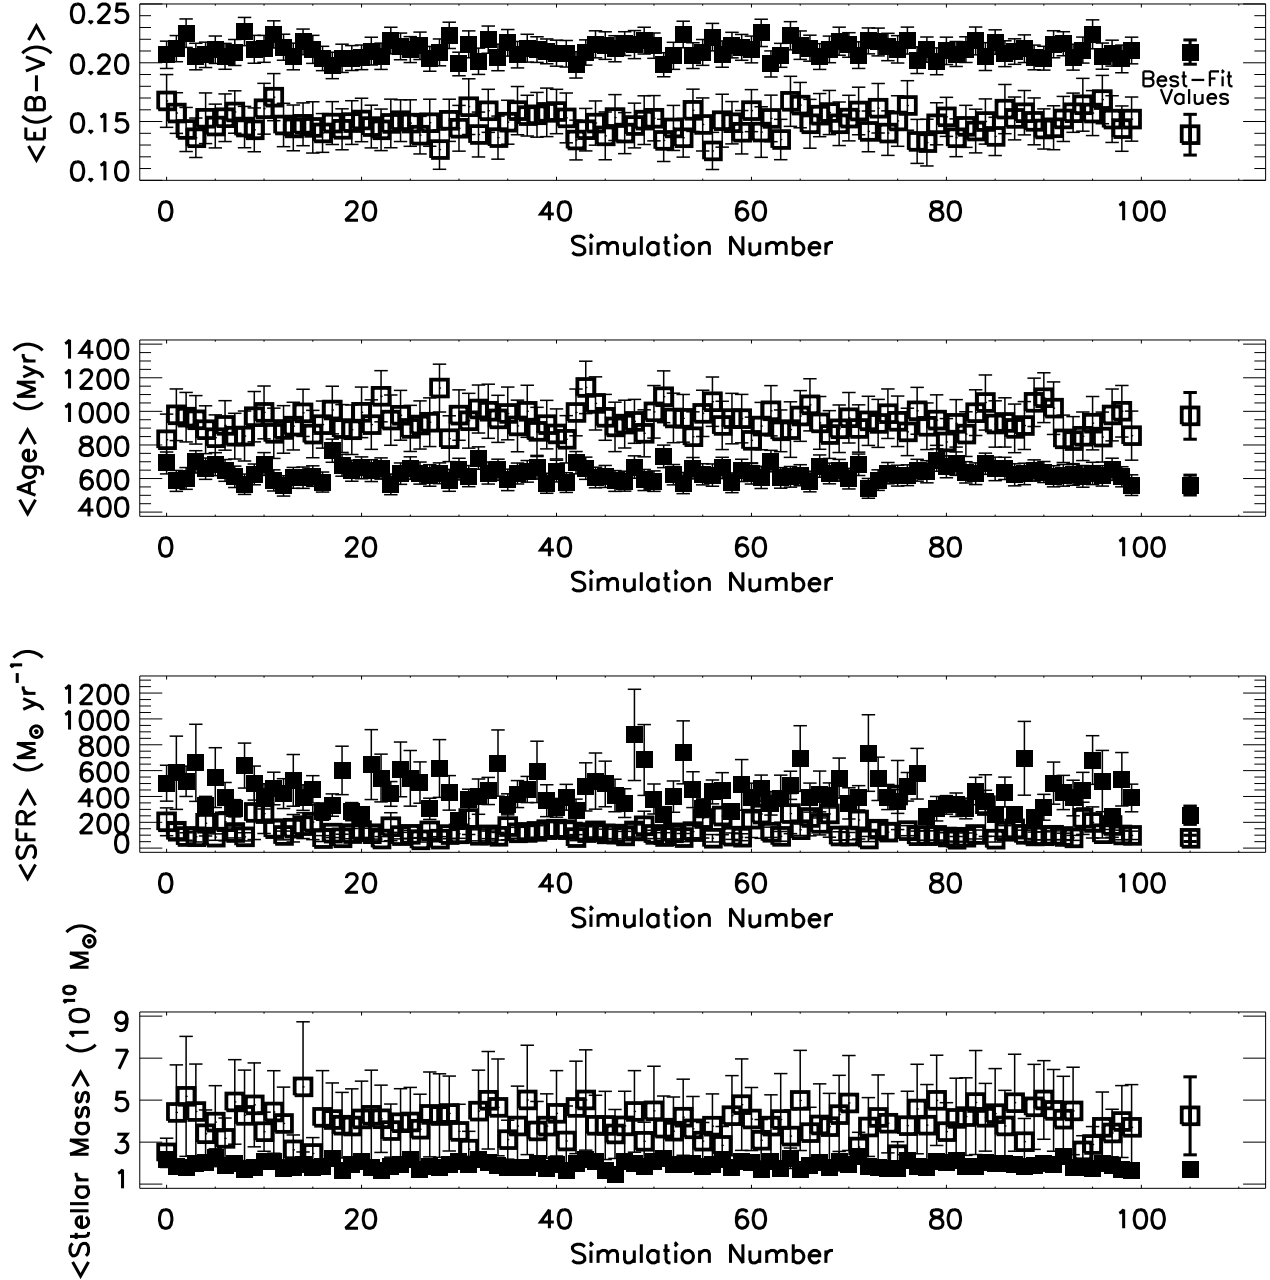 <E(B−V)>
0.25
0.20
0.15
0.10
Best−Fit
Values
0 20 40 60 80 100
Simulation Number
<Age> (Myr)
1400
1200
1000
800
600
400
0 20 40 60 80 100
Simulation Number
<SFR> (M⊙ yr⁻¹)
1200
1000
800
600
400
200
0
0 20 40 60 80 100
Simulation Number
<Stellar Mass> (10¹⁰ M⊙)
9
7
5
3
1
0 20 40 60 80 100
Simulation Number